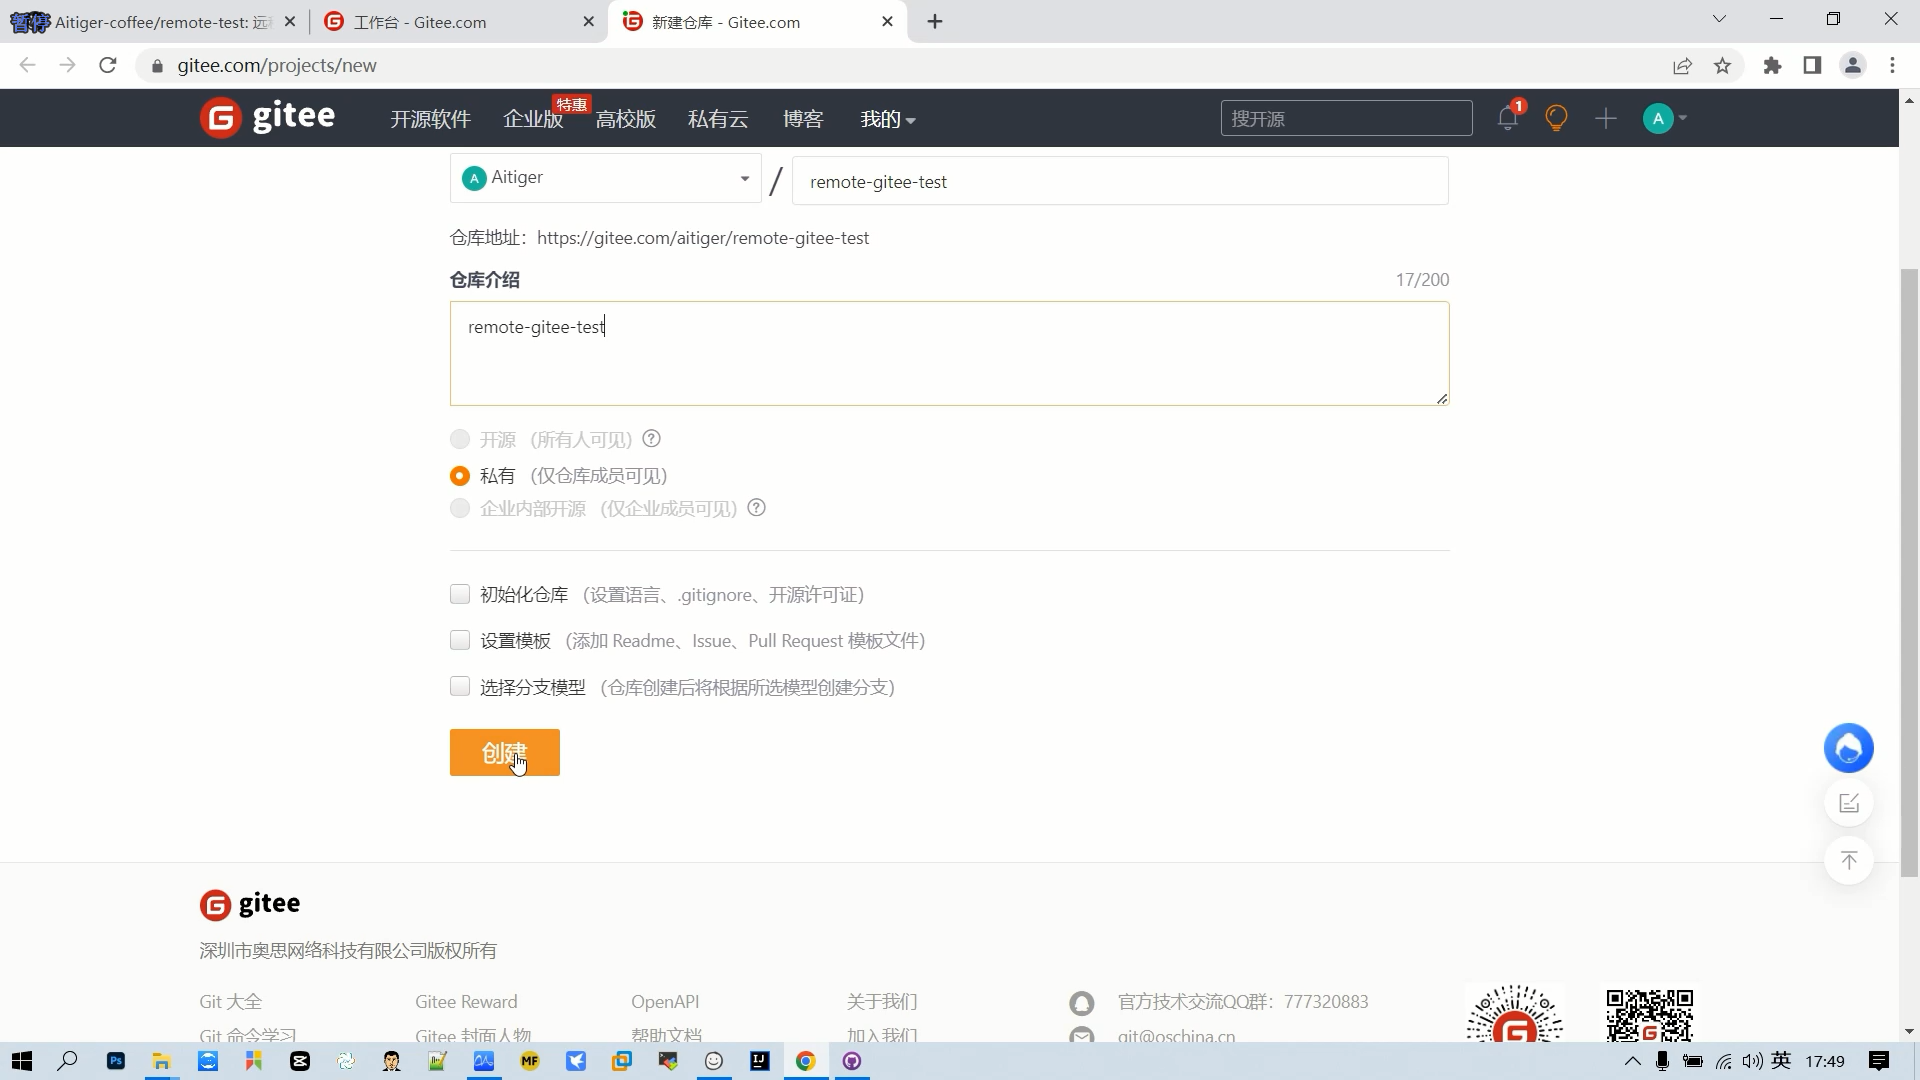 暂停 Aitiger-coffee/remote-test: 远
工作台 - Gitee.com
新建仓库 - Gitee.com
gitee.com/projects/new
gitee
开源软件
企业版
特惠
高校版
私有云
博客
我的
搜开源
1
A
A Aitiger
/
remote-gitee-test
仓库地址：https://gitee.com/aitiger/remote-gitee-test
仓库介绍
17/200
remote-gitee-test
开源 (所有人可见) ?
私有 (仅仓库成员可见)
企业内部开源 (仅企业成员可见) ?
初始化仓库 (设置语言、.gitignore、开源许可证)
设置模板 (添加 Readme、Issue、Pull Request 模板文件)
选择分支模型 (仓库创建后将根据所选模型创建分支)
创建
gitee
深圳市奥思网络科技有限公司版权所有
Git 大全
Gitee Reward
OpenAPI
关于我们
官方技术交流QQ群：777320883
Git 命令学习
Gitee 封面人物
帮助文档
加入我们
git@oschina.cn
Ps
MF
IJ
英
17:49